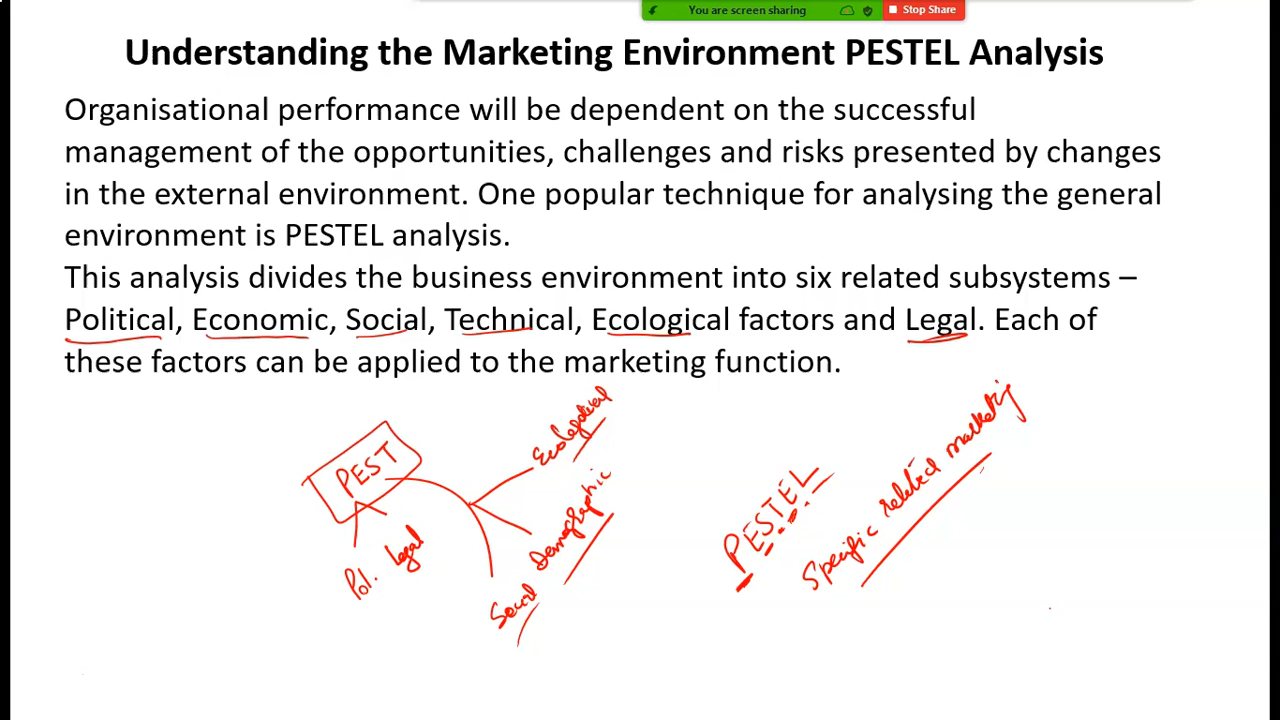 You are screen sharing Stop Share
Understanding the Marketing Environment PESTEL Analysis
Organisational performance will be dependent on the successful
management of the opportunities, challenges and risks presented by changes
in the external environment. One popular technique for analysing the general
environment is PESTEL analysis.
This analysis divides the business environment into six related subsystems –
Political, Economic, Social, Technical, Ecological factors and Legal. Each of
these factors can be applied to the marketing function.
PEST
Ecological
Demographic
Social
Pol. Legal
PESTEL
Specific related marketing